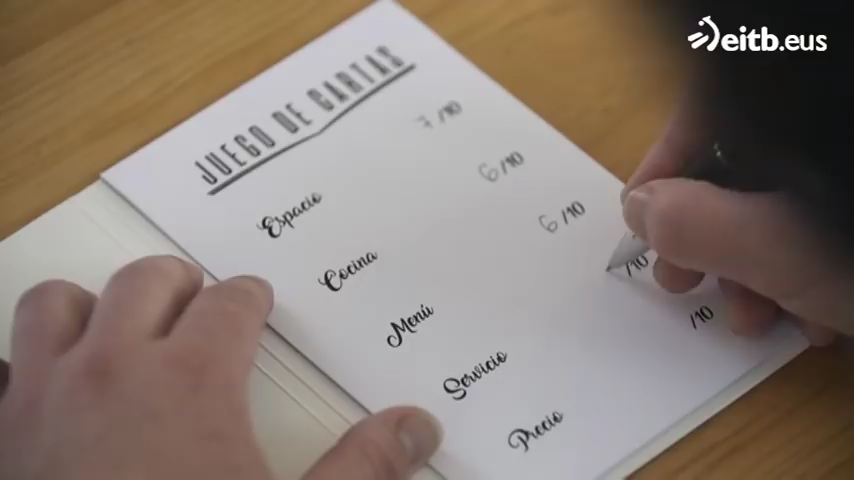 eitb.eus
JUEGO DE CARTAS
Espacio 7/10
Cocina 6/10
Menú 6/10
Servicio /10
Precio /10